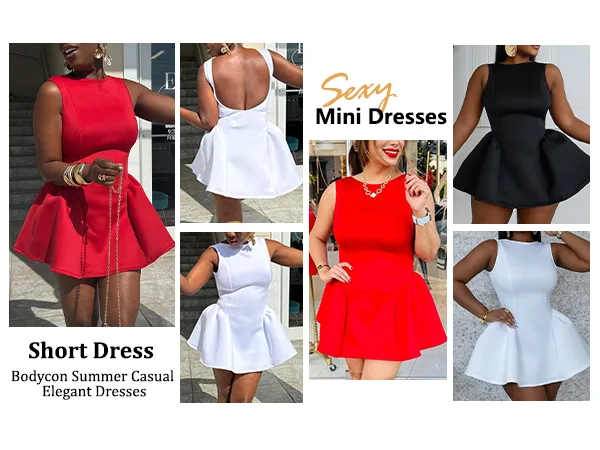 Sexy
Mini Dresses
Short Dress
Bodycon Summer Casual
Elegant Dresses